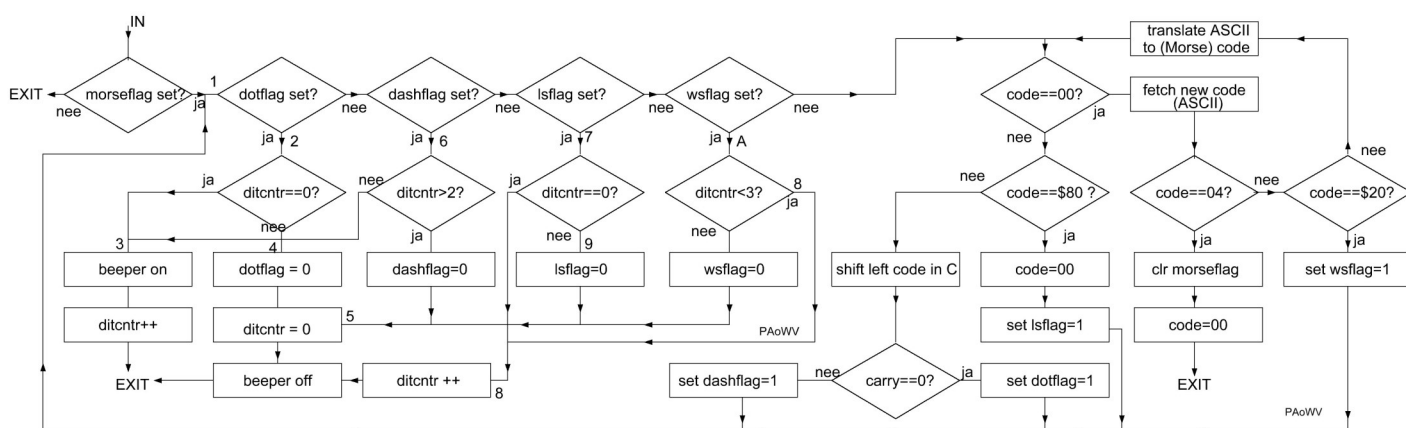 IN
translate ASCII
to (Morse) code
EXIT
morseflag set?
nee
ja
1
dotflag set?
nee
ja
2
dashflag set?
nee
ja
6
lsflag set?
nee
ja
7
wsflag set?
nee
ja
A
code==00?
ja
nee
fetch new code
(ASCII)
ja
ditcntr==0?
nee
nee
ditcntr>2?
ja
ja
ditcntr==0?
nee
ditcntr<3?
8
ja
nee
nee
code==$80 ?
ja
code==04?
nee
ja
nee
code==$20?
ja
3
4
9
beeper on
dotflag = 0
dashflag=0
lsflag=0
wsflag=0
shift left code in C
code=00
clr morseflag
set wsflag=1
ditcntr++
ditcntr = 0
5
PAoWV
set lsflag=1
code=00
EXIT
beeper off
ditcntr ++
8
set dashflag=1
nee
carry==0?
ja
set dotflag=1
EXIT
PAoWV